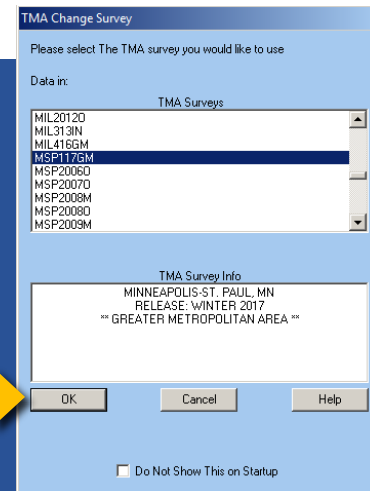 TMA Change Survey
Please select The TMA survey you would like to use
Data in:
TMA Surveys
MIL2012O
MIL313IN
MIL416GM
MSP117GM
MSP2006O
MSP2007O
MSP2008M
MSP2008O
MSP2009M
TMA Survey Info
MINNEAPOLIS-ST. PAUL, MN
RELEASE: WINTER 2017
** GREATER METROPOLITAN AREA **
OK Cancel Help
Do Not Show This on Startup